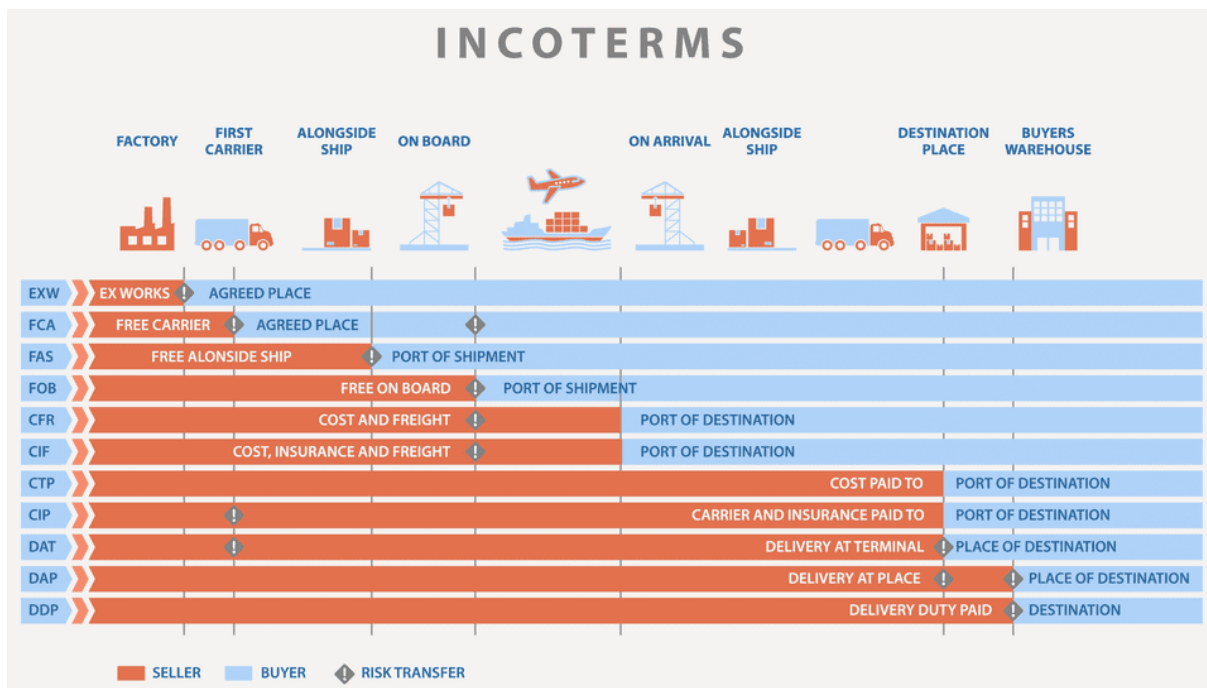 INCOTERMS
FACTORY
FIRST
CARRIER
ALONGSIDE
SHIP
ON BOARD
ON ARRIVAL
ALONGSIDE
SHIP
DESTINATION
PLACE
BUYERS
WAREHOUSE
EXW EX WORKS ! AGREED PLACE
FCA FREE CARRIER ! AGREED PLACE !
FAS FREE ALONSIDE SHIP ! PORT OF SHIPMENT
FOB FREE ON BOARD ! PORT OF SHIPMENT
CFR COST AND FREIGHT ! PORT OF DESTINATION
CIF COST, INSURANCE AND FREIGHT ! PORT OF DESTINATION
CTP COST PAID TO PORT OF DESTINATION
CIP ! CARRIER AND INSURANCE PAID TO PORT OF DESTINATION
DAT ! DELIVERY AT TERMINAL ! PLACE OF DESTINATION
DAP DELIVERY AT PLACE ! ! PLACE OF DESTINATION
DDP DELIVERY DUTY PAID ! DESTINATION
SELLER BUYER ! RISK TRANSFER